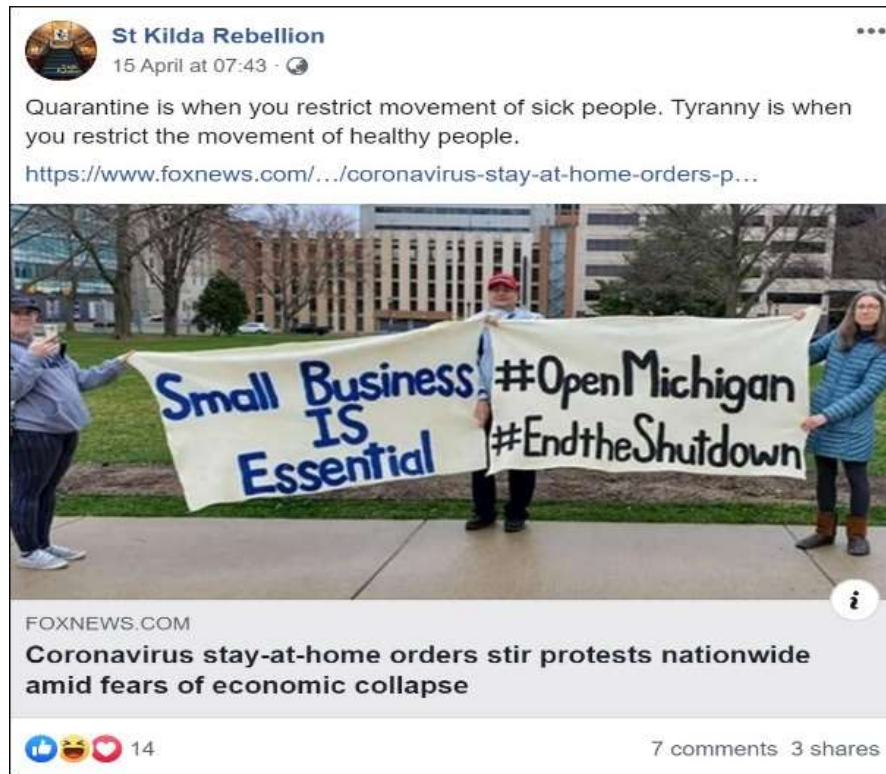 St Kilda Rebellion
15 April at 07:43 ·
Quarantine is when you restrict movement of sick people. Tyranny is when
you restrict the movement of healthy people.
https://www.foxnews.com/.../coronavirus-stay-at-home-orders-p...
Small Business
IS
Essential
#OpenMichigan
#EndtheShutdown
i
FOXNEWS.COM
Coronavirus stay-at-home orders stir protests nationwide
amid fears of economic collapse
14
7 comments 3 shares